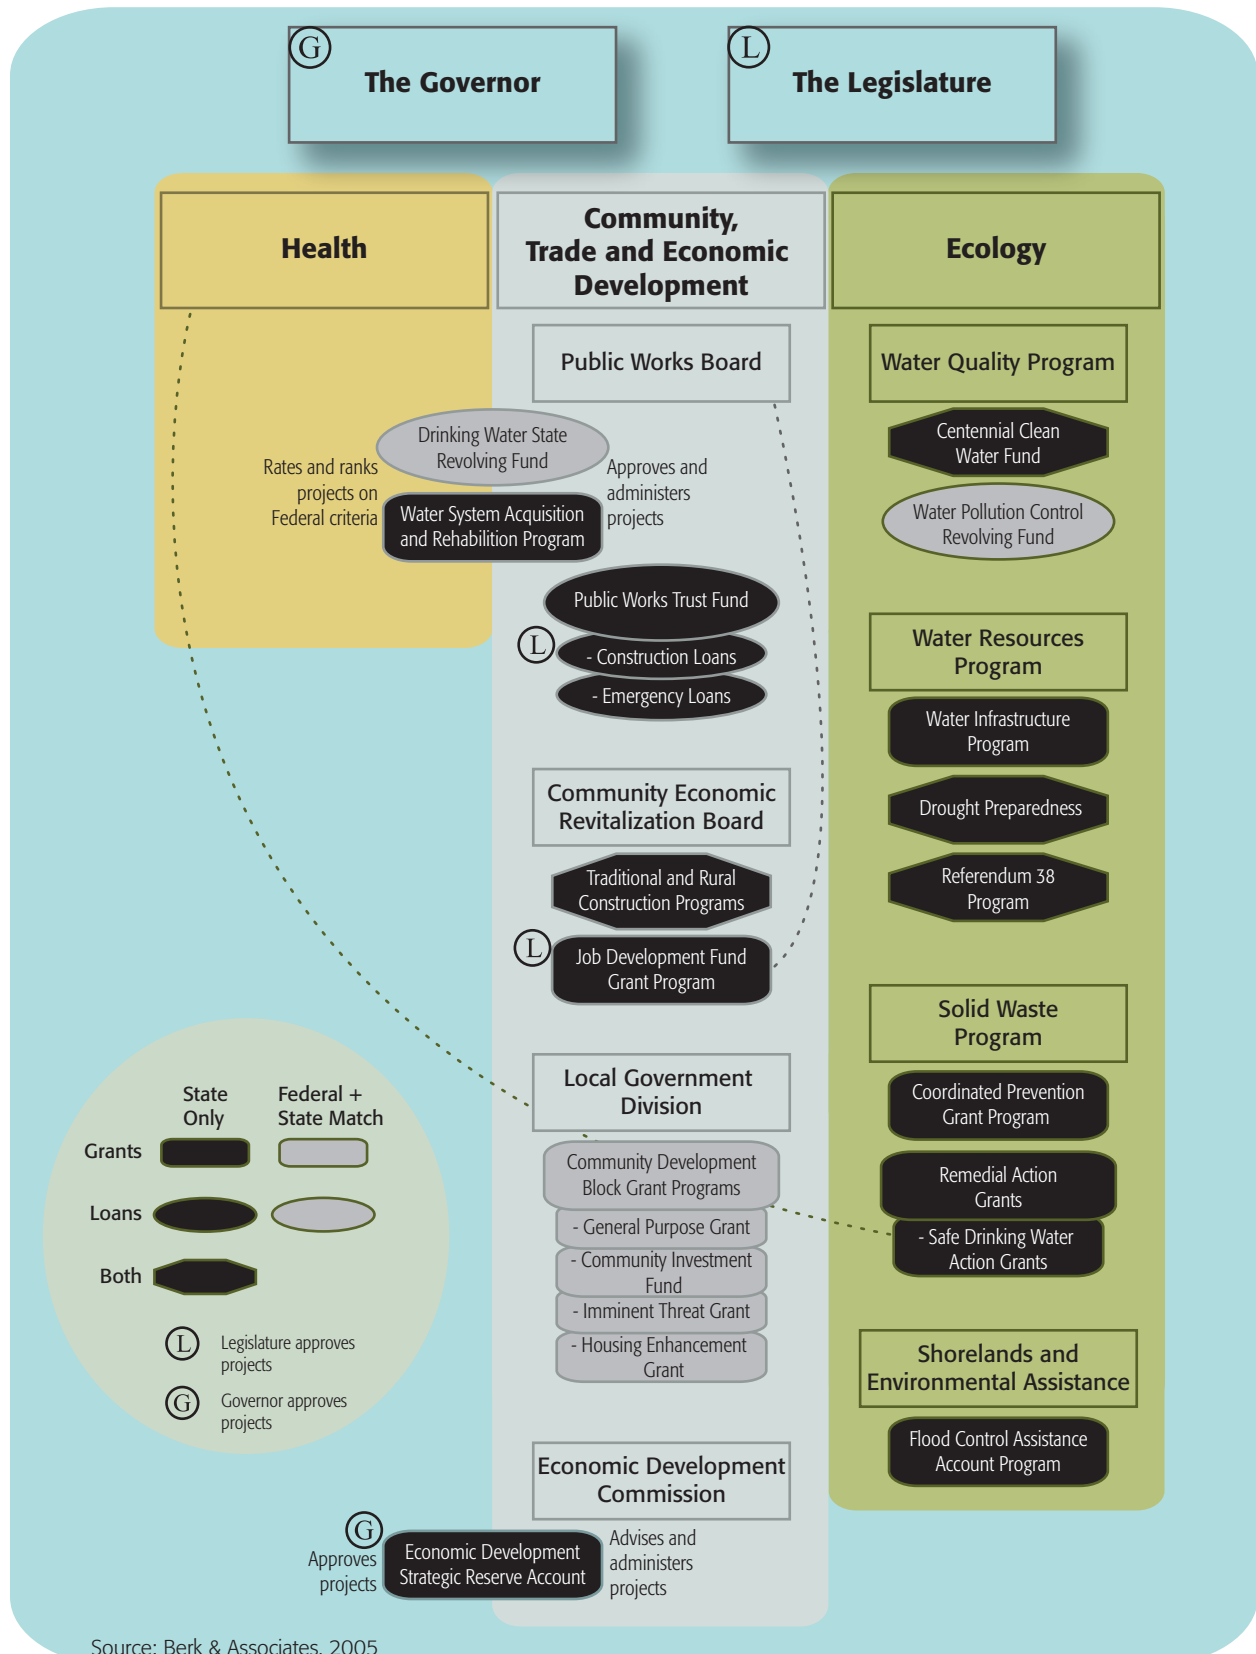 G
The Governor
L
The Legislature
Health
Community,
Trade and Economic
Development
Ecology
Public Works Board
Drinking Water State
Revolving Fund
Rates and ranks
projects on
Federal criteria
Approves and
administers
projects
Water System Acquisition
and Rehabilition Program
Public Works Trust Fund
L
- Construction Loans
- Emergency Loans
Community Economic
Revitalization Board
Traditional and Rural
Construction Programs
L
Job Development Fund
Grant Program
Local Government
Division
Community Development
Block Grant Programs
- General Purpose Grant
- Community Investment
Fund
- Imminent Threat Grant
- Housing Enhancement
Grant
Economic Development
Commission
G
Approves
projects
Economic Development
Strategic Reserve Account
Advises and
administers
projects
Water Quality Program
Centennial Clean
Water Fund
Water Pollution Control
Revolving Fund
Water Resources
Program
Water Infrastructure
Program
Drought Preparedness
Referendum 38
Program
Solid Waste
Program
Coordinated Prevention
Grant Program
Remedial Action
Grants
- Safe Drinking Water
Action Grants
Shorelands and
Environmental Assistance
Flood Control Assistance
Account Program
State
Only
Federal +
State Match
Grants
Loans
Both
L
Legislature approves
projects
G
Governor approves
projects
Source: Berk & Associates, 2005